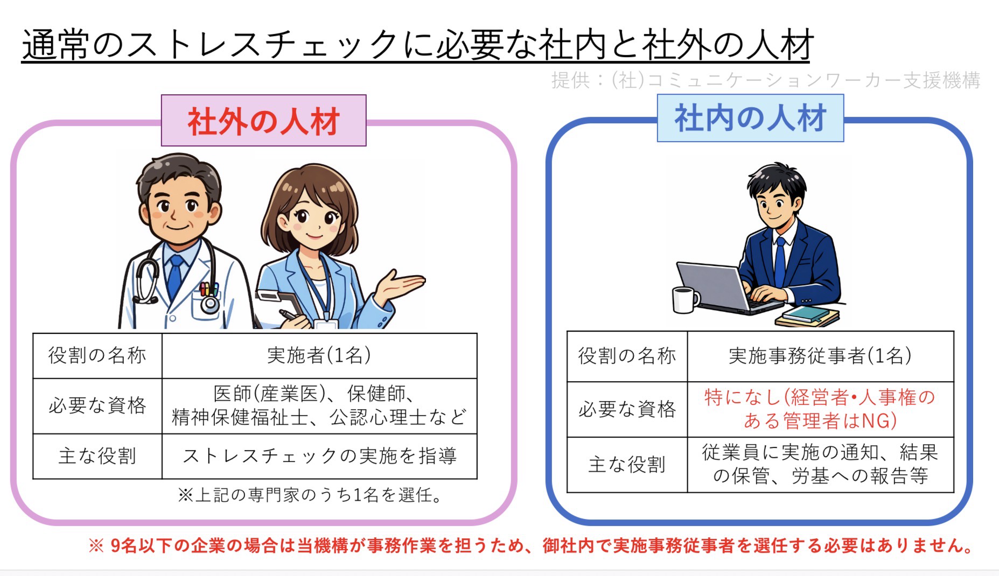 通常のストレスチェックに必要な社内と社外の人材
提供：(社)コミュニケーションワーカー支援機構
社外の人材
役割の名称
実施者(1名)
必要な資格
医師(産業医)、保健師、
精神保健福祉士、公認心理士など
主な役割
ストレスチェックの実施を指導
※上記の専門家のうち1名を選任。
社内の人材
役割の名称
実施事務従事者(1名)
必要な資格
特になし(経営者・人事権の
ある管理者はNG)
主な役割
従業員に実施の通知、結果
の保管、労基への報告等
※ 9名以下の企業の場合は当機構が事務作業を担うため、御社内で実施事務従事者を選任する必要はありません。